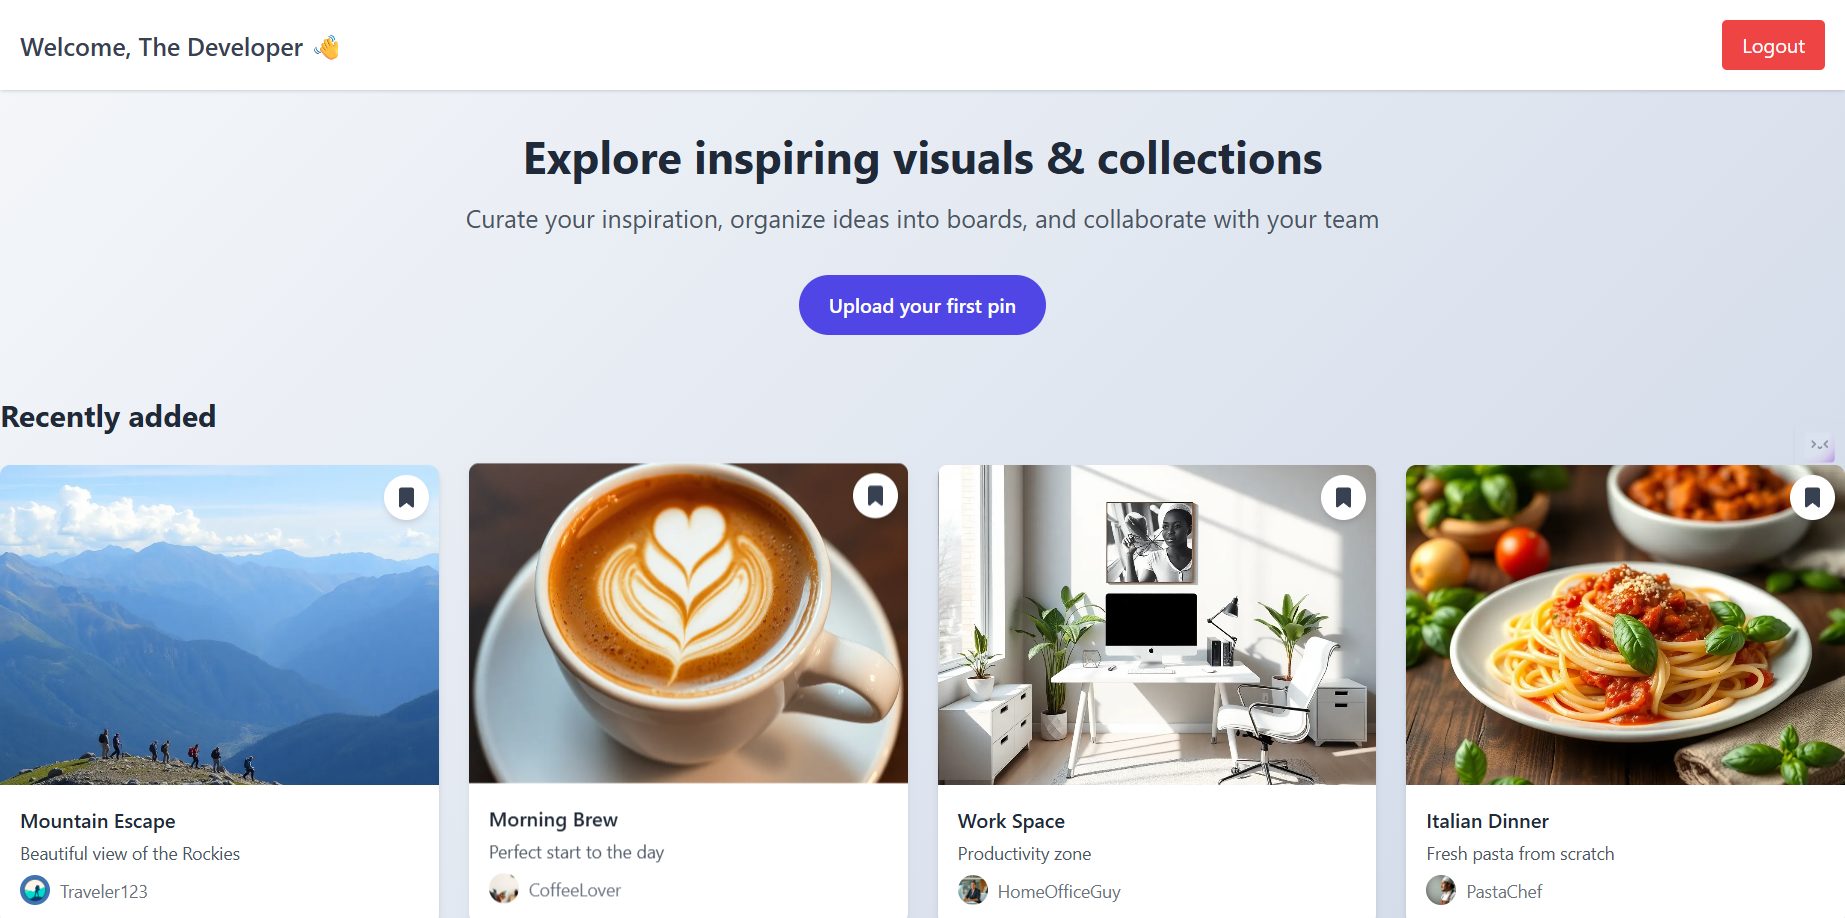 Welcome, The Developer 👋
Logout
Explore inspiring visuals & collections
Curate your inspiration, organize ideas into boards, and collaborate with your team
Upload your first pin
Recently added
Mountain Escape
Beautiful view of the Rockies
Traveler123
Morning Brew
Perfect start to the day
CoffeeLover
Work Space
Productivity zone
HomeOfficeGuy
Italian Dinner
Fresh pasta from scratch
PastaChef